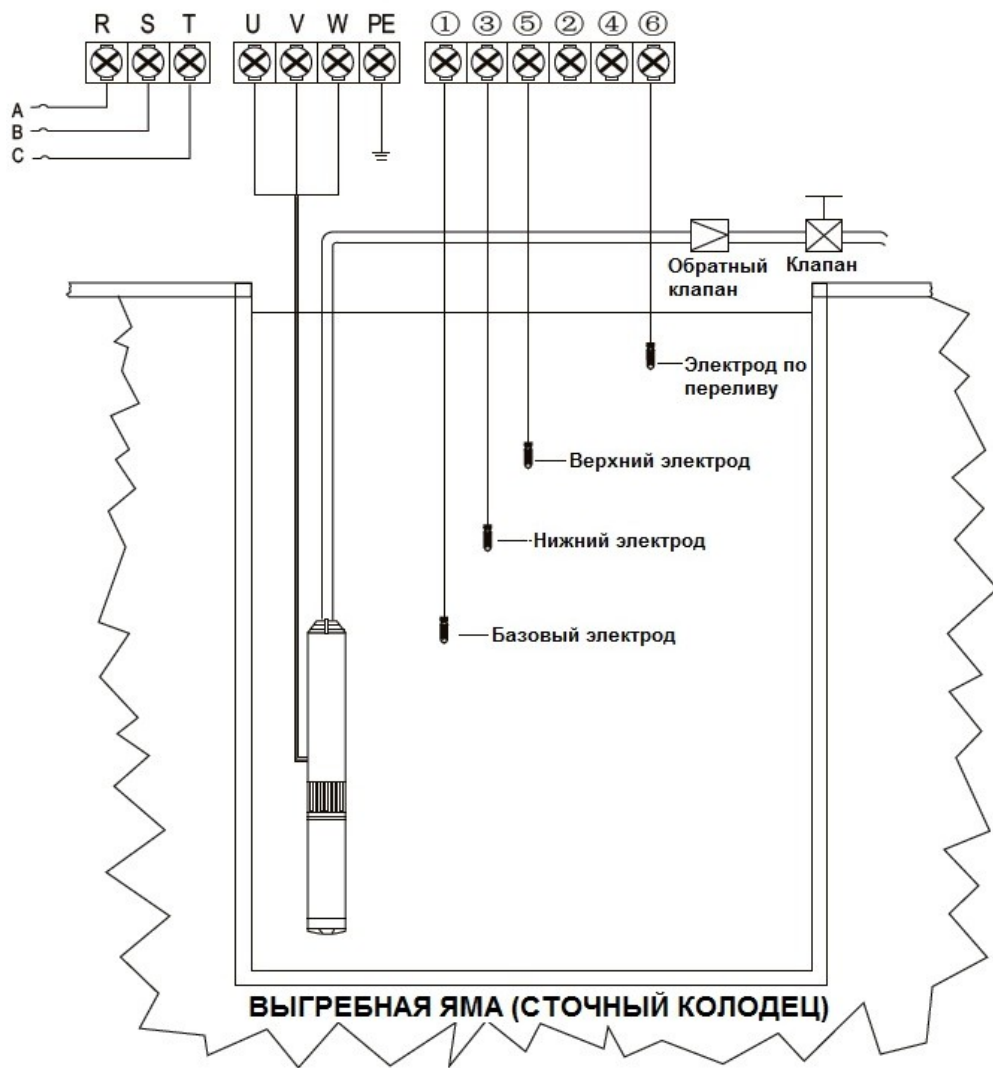 R S T U V W PE ① ③ ⑤ ② ④ ⑥
A
B
C
Обратный
клапан
Клапан
Электрод по
переливу
Верхний электрод
Нижний электрод
Базовый электрод
ВЫГРЕБНАЯ ЯМА (СТОЧНЫЙ КОЛОДЕЦ)